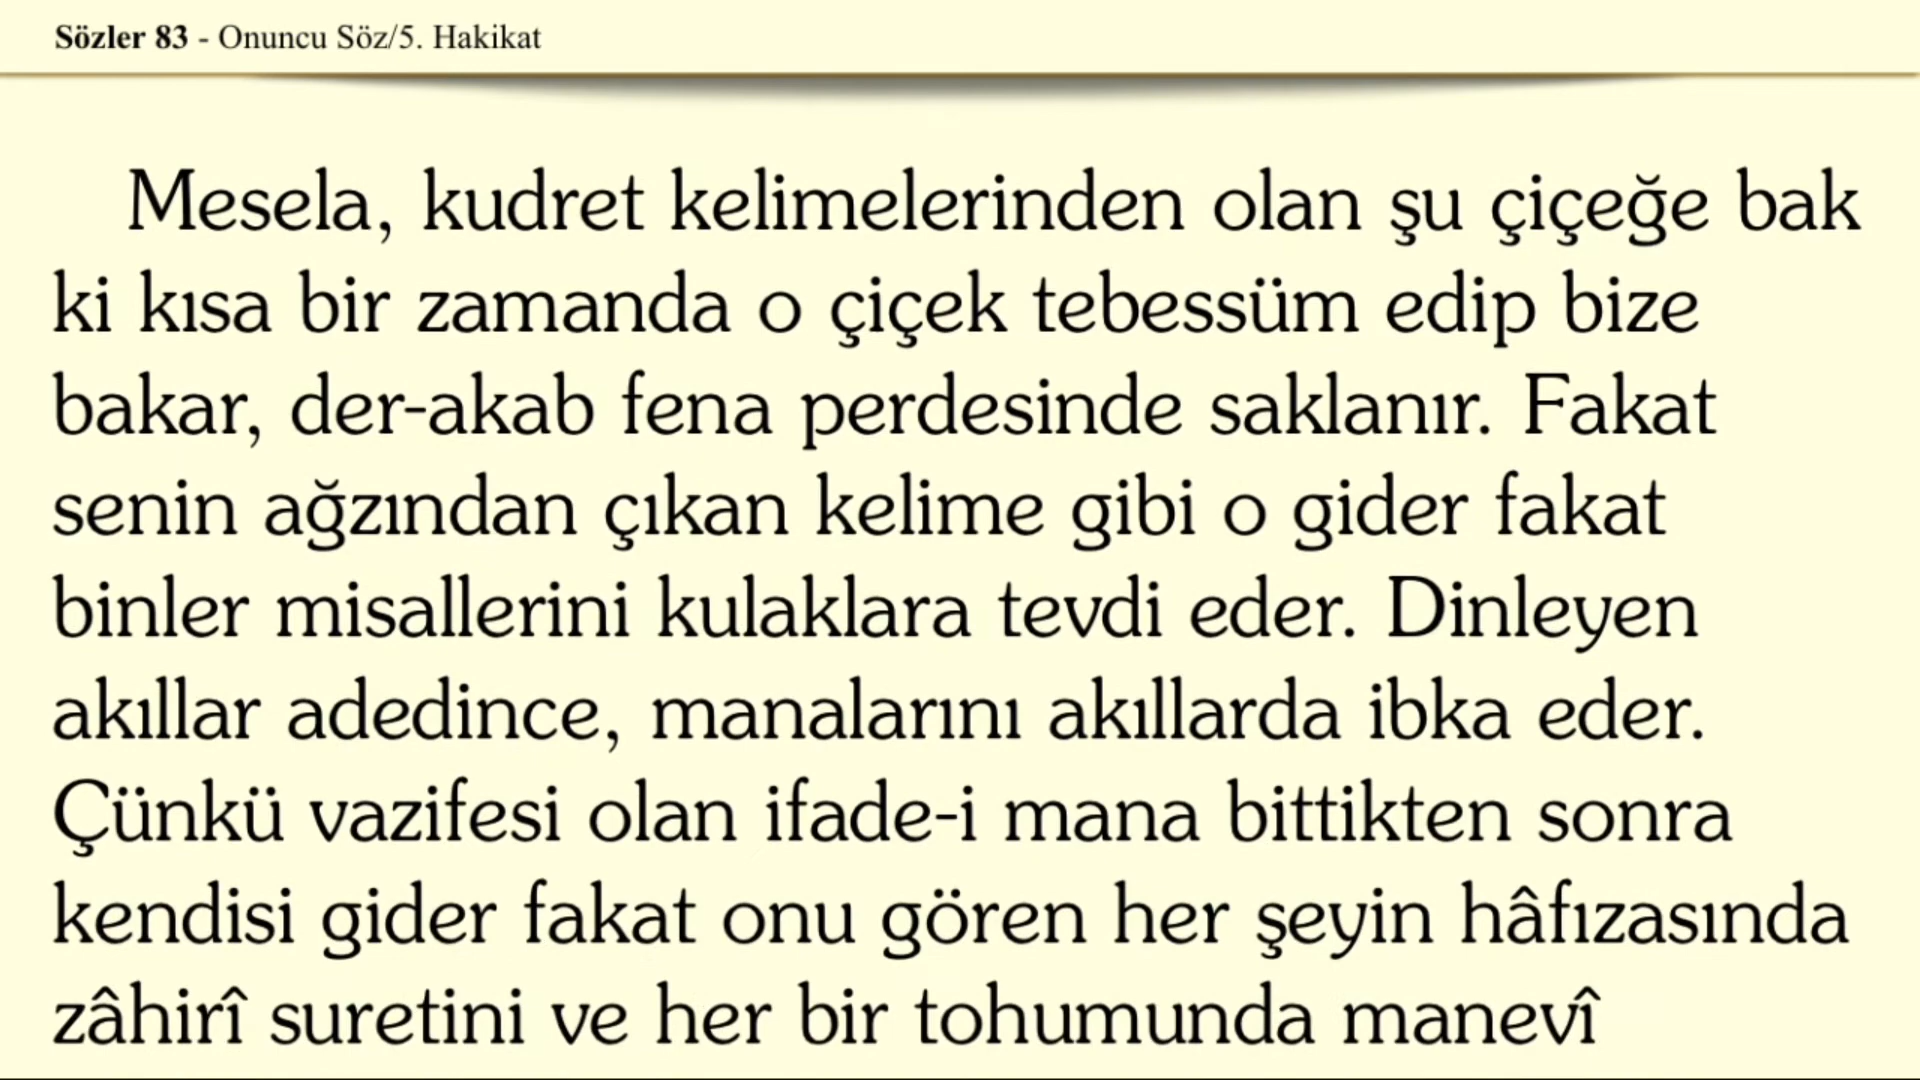 Sözler 83 - Onuncu Söz/5. Hakikat
Mesela, kudret kelimelerinden olan şu çiçeğe bak
ki kısa bir zamanda o çiçek tebessüm edip bize
bakar, der-akab fena perdesinde saklanır. Fakat
senin ağzından çıkan kelime gibi o gider fakat
binler misallerini kulaklara tevdi eder. Dinleyen
akıllar adedince, manalarını akıllarda ibka eder.
Çünkü vazifesi olan ifade-i mana bittikten sonra
kendisi gider fakat onu gören her şeyin hâfızasında
zâhirî suretini ve her bir tohumunda manevî